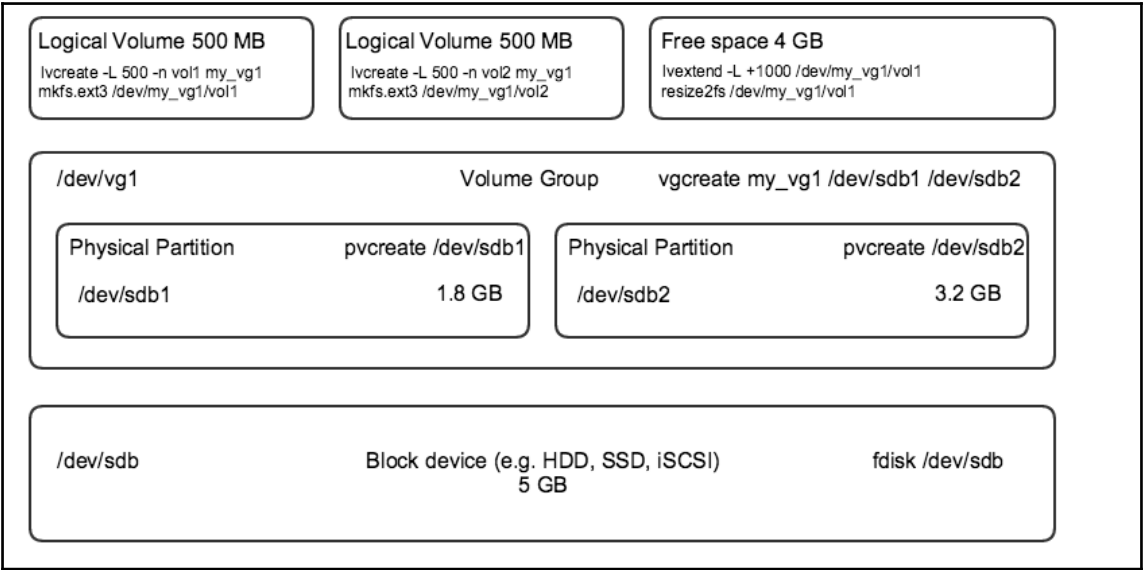 Logical Volume 500 MB
lvcreate -L 500 -n vol1 my_vg1
mkfs.ext3 /dev/my_vg1/vol1
Logical Volume 500 MB
lvcreate -L 500 -n vol2 my_vg1
mkfs.ext3 /dev/my_vg1/vol2
Free space 4 GB
lvextend -L +1000 /dev/my_vg1/vol1
resize2fs /dev/my_vg1/vol1
/dev/vg1 Volume Group vgcreate my_vg1 /dev/sdb1 /dev/sdb2
Physical Partition pvcreate /dev/sdb1
/dev/sdb1 1.8 GB
Physical Partition pvcreate /dev/sdb2
/dev/sdb2 3.2 GB
/dev/sdb Block device (e.g. HDD, SSD, iSCSI) fdisk /dev/sdb
5 GB